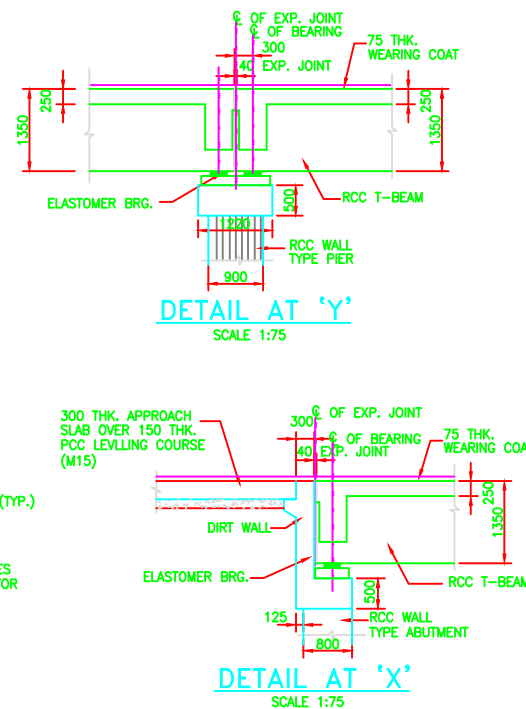 ℄ OF EXP. JOINT
℄ OF BEARING
300
40 EXP. JOINT
75 THK.
WEARING COAT
250
1350
250
1350
ELASTOMER BRG.
RCC T-BEAM
500
1220
RCC WALL
TYPE PIER
900
DETAIL AT 'Y'
SCALE 1:75
300 THK. APPROACH
SLAB OVER 150 THK.
PCC LEVLLING COURSE
(M15)
300
℄ OF EXP. JOINT
℄ OF BEARING
40 EXP. JOINT
75 THK.
WEARING COA
250
1350
(TYP.)
DIRT WALL
ES
TOR
ELASTOMER BRG.
RCC T-BEAM
500
125
RCC WALL
TYPE ABUTMENT
800
DETAIL AT 'X'
SCALE 1:75